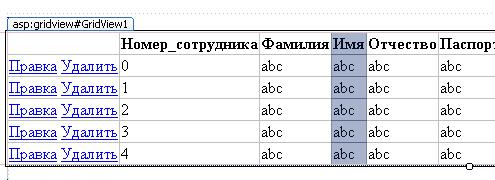 asp:gridview#GridView1
Номер_сотрудника Фамилия Имя Отчество Паспорт
Правка Удалить 0 abc abc abc abc
Правка Удалить 1 abc abc abc abc
Правка Удалить 2 abc abc abc abc
Правка Удалить 3 abc abc abc abc
Правка Удалить 4 abc abc abc abc